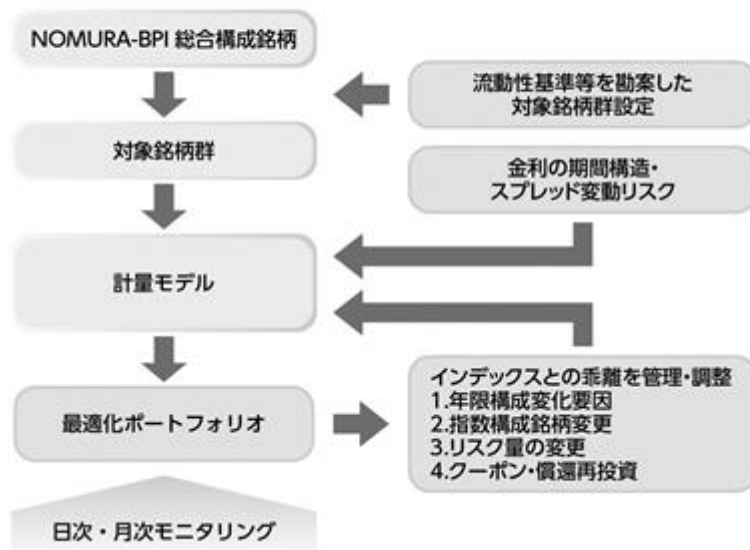 NOMURA-BPI 総合構成銘柄
流動性基準等を勘案した
対象銘柄群設定
対象銘柄群
金利の期間構造・
スプレッド変動リスク
計量モデル
最適化ポートフォリオ
インデックスとの乖離を管理・調整
1.年限構成変化要因
2.指数構成銘柄変更
3.リスク量の変更
4.クーポン・償還再投資
日次・月次モニタリング